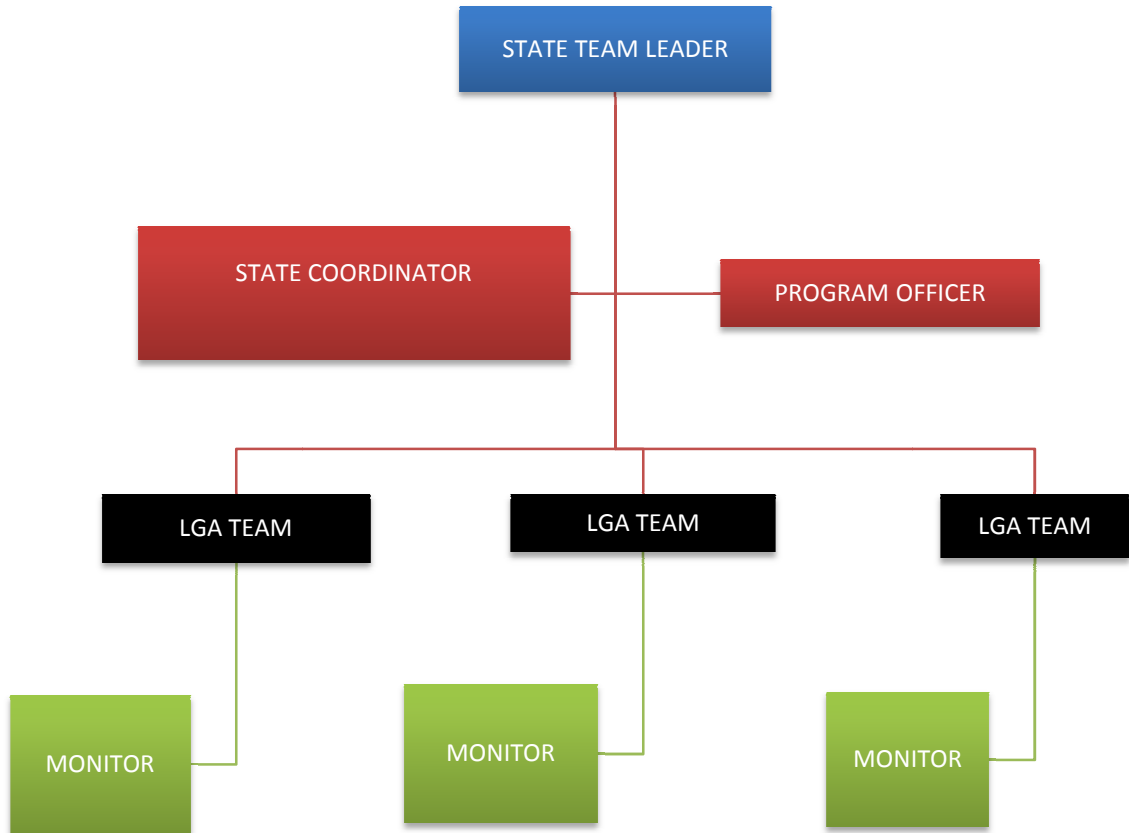 STATE TEAM LEADER
STATE COORDINATOR
PROGRAM OFFICER
LGA TEAM
LGA TEAM
LGA TEAM
MONITOR
MONITOR
MONITOR